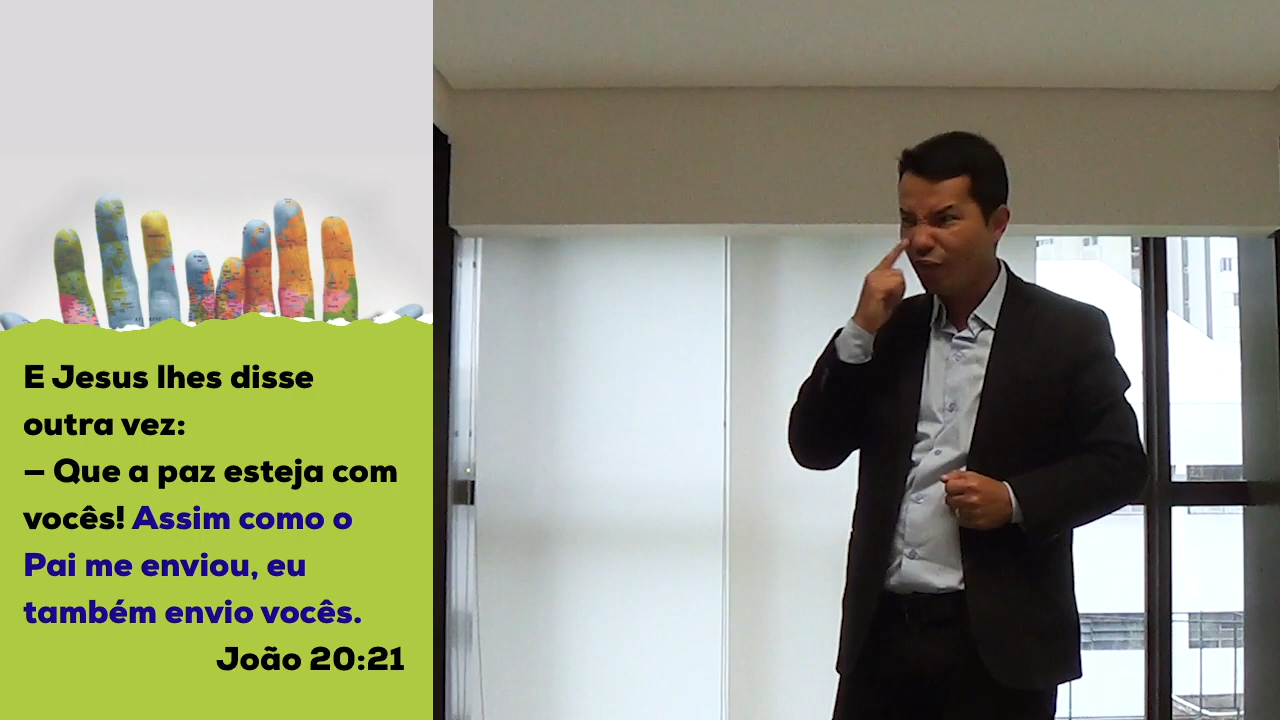 E Jesus lhes disse
outra vez:
– Que a paz esteja com
vocês! Assim como o
Pai me enviou, eu
também envio vocês.
João 20:21